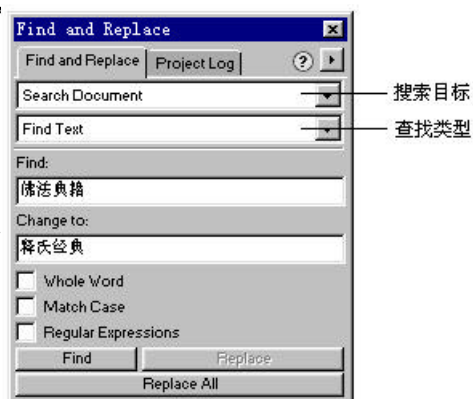 Find and Replace
Find and Replace Project Log ?
Search Document 搜索目标
Find Text 查找类型
Find:
佛法典籍
Change to:
释氏经典
Whole Word
Match Case
Regular Expressions
Find Replace
Replace All